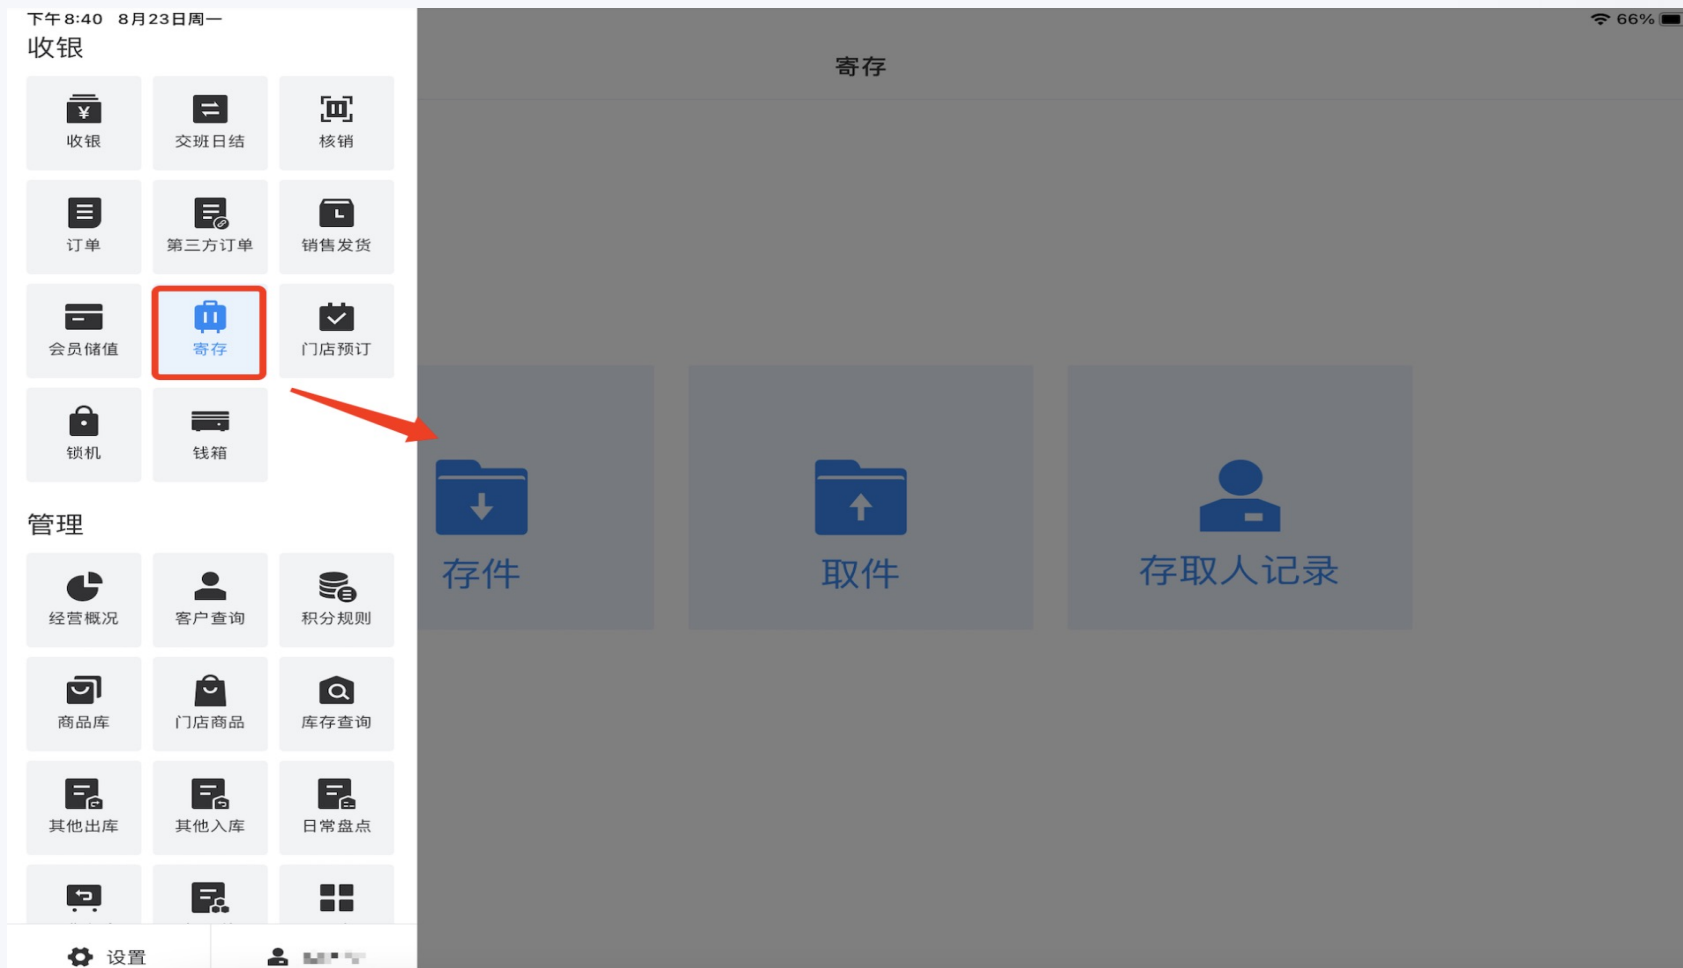 下午8:40 8月23日周一
66%
收银
寄存
收银
交班日结
核销
订单
第三方订单
销售发货
会员储值
寄存
门店预订
锁机
钱箱
存件
取件
存取人记录
管理
经营概况
客户查询
积分规则
商品库
门店商品
库存查询
其他出库
其他入库
日常盘点
设置